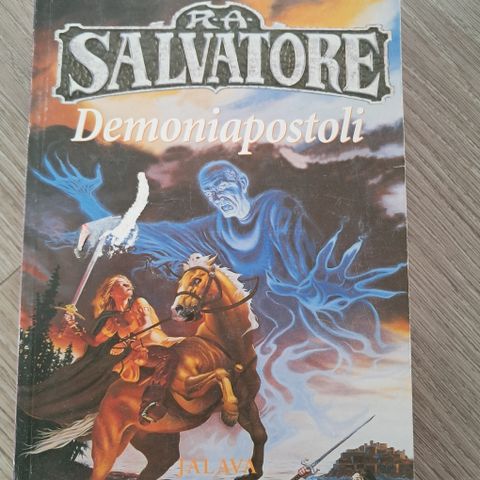 R.A.
SALVATORE
Demoniapostoli
JALAVA